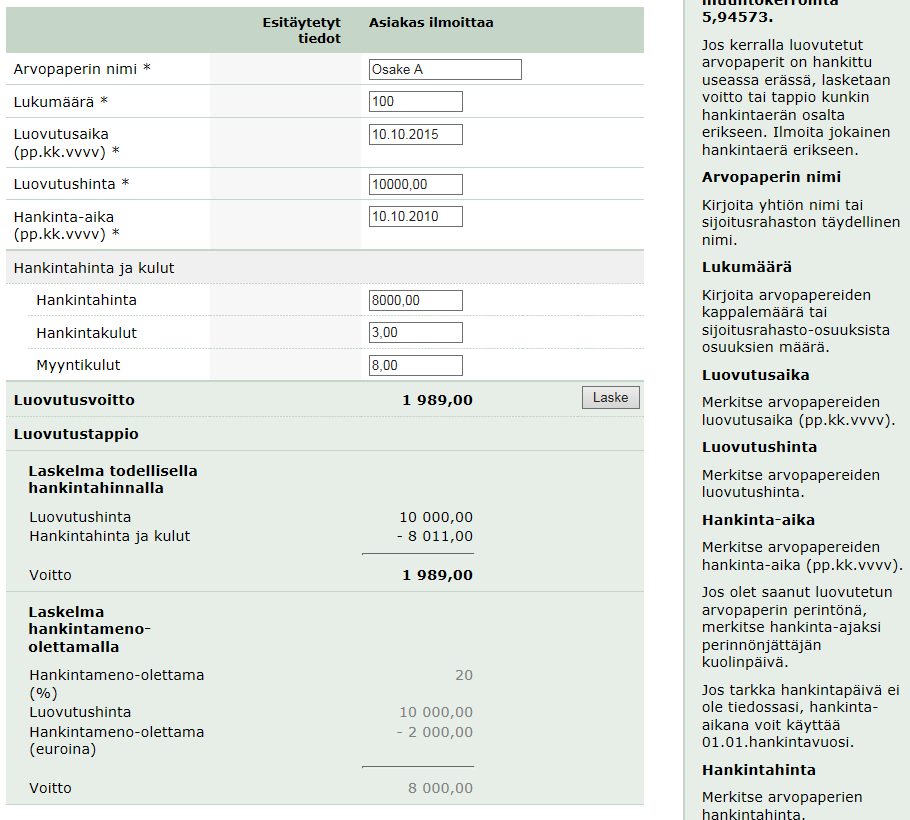 Esitäytetyt tiedot Asiakas ilmoittaa
Arvopaperin nimi * Osake A
Lukumäärä * 100
Luovutusaika
(pp.kk.vvvv) * 10.10.2015
Luovutushinta * 10000,00
Hankinta-aika
(pp.kk.vvvv) * 10.10.2010
Hankintahinta ja kulut
Hankintahinta 8000,00
Hankintakulut 3,00
Myyntikulut 8,00
Luovutusvoitto 1 989,00 Laske
Luovutustappio
Laskelma todellisella
hankintahinnalla
Luovutushinta 10 000,00
Hankintahinta ja kulut - 8 011,00
Voitto 1 989,00
Laskelma
hankintameno-
olettamalla
Hankintameno-olettama
(%) 20
Luovutushinta 10 000,00
Hankintameno-olettama
(euroina) - 2 000,00
Voitto 8 000,00
muuntokerrointa
5,94573.
Jos kerralla luovutetut
arvopaperit on hankittu
useassa erässä, lasketaan
voitto tai tappio kunkin
hankintaerän osalta
erikseen. Ilmoita jokainen
hankintaerä erikseen.
Arvopaperin nimi
Kirjoita yhtiön nimi tai
sijoitusrahaston täydellinen
nimi.
Lukumäärä
Kirjoita arvopapereiden
kappalemäärä tai
sijoitusrahasto-osuuksista
osuuksien määrä.
Luovutusaika
Merkitse arvopapereiden
luovutusaika (pp.kk.vvvv).
Luovutushinta
Merkitse arvopapereiden
luovutushinta.
Hankinta-aika
Merkitse arvopapereiden
hankinta-aika (pp.kk.vvvv).
Jos olet saanut luovutetun
arvopaperin perintönä,
merkitse hankinta-ajaksi
perinnönjättäjän
kuolinpäivä.
Jos tarkka hankintapäivä ei
ole tiedossasi, hankinta-
aikana voit käyttää
01.01.hankintavuosi.
Hankintahinta
Merkitse arvopaperien
hankintahinta.